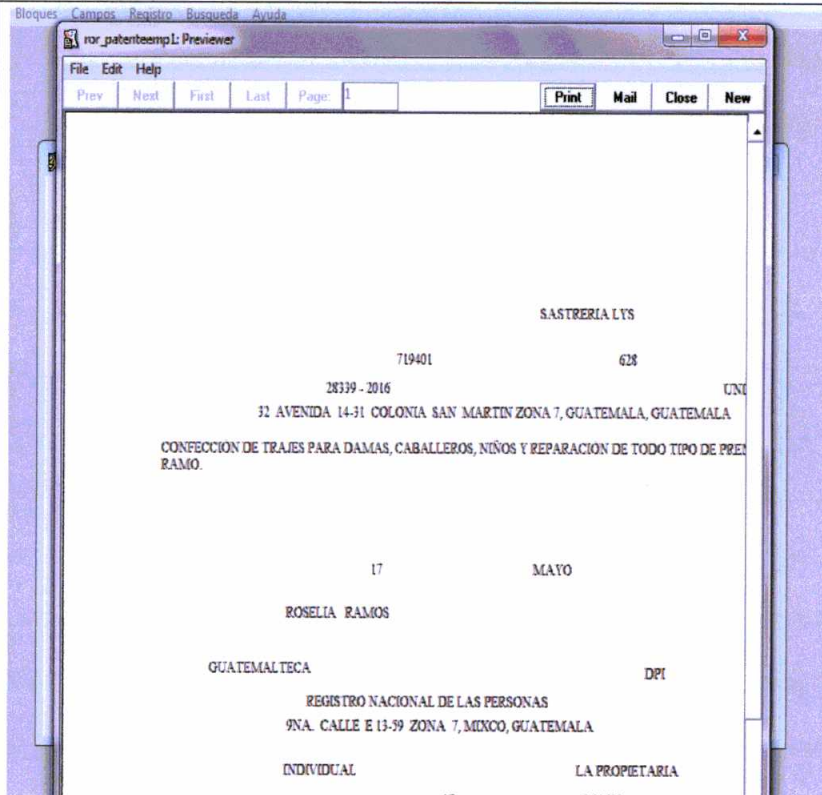 Bloques Campos Registro Busqueda Ayuda
ror_patenteemp1: Previewer
File Edit Help
Prev Next First Last Page: 1 Print Mail Close New
SASTRERIA LYS
719401 628
28339 - 2016 UNI
32 AVENIDA 14-31 COLONIA SAN MARTIN ZONA 7, GUATEMALA, GUATEMALA
CONFECCION DE TRAJES PARA DAMAS, CABALLEROS, NIÑOS Y REPARACION DE TODO TIPO DE PREN
RAMO.
17 MAYO
ROSELIA RAMOS
GUATEMALTECA DPI
REGISTRO NACIONAL DE LAS PERSONAS
9NA. CALLE E 13-59 ZONA 7, MIXCO, GUATEMALA
INDIVIDUAL LA PROPIETARIA